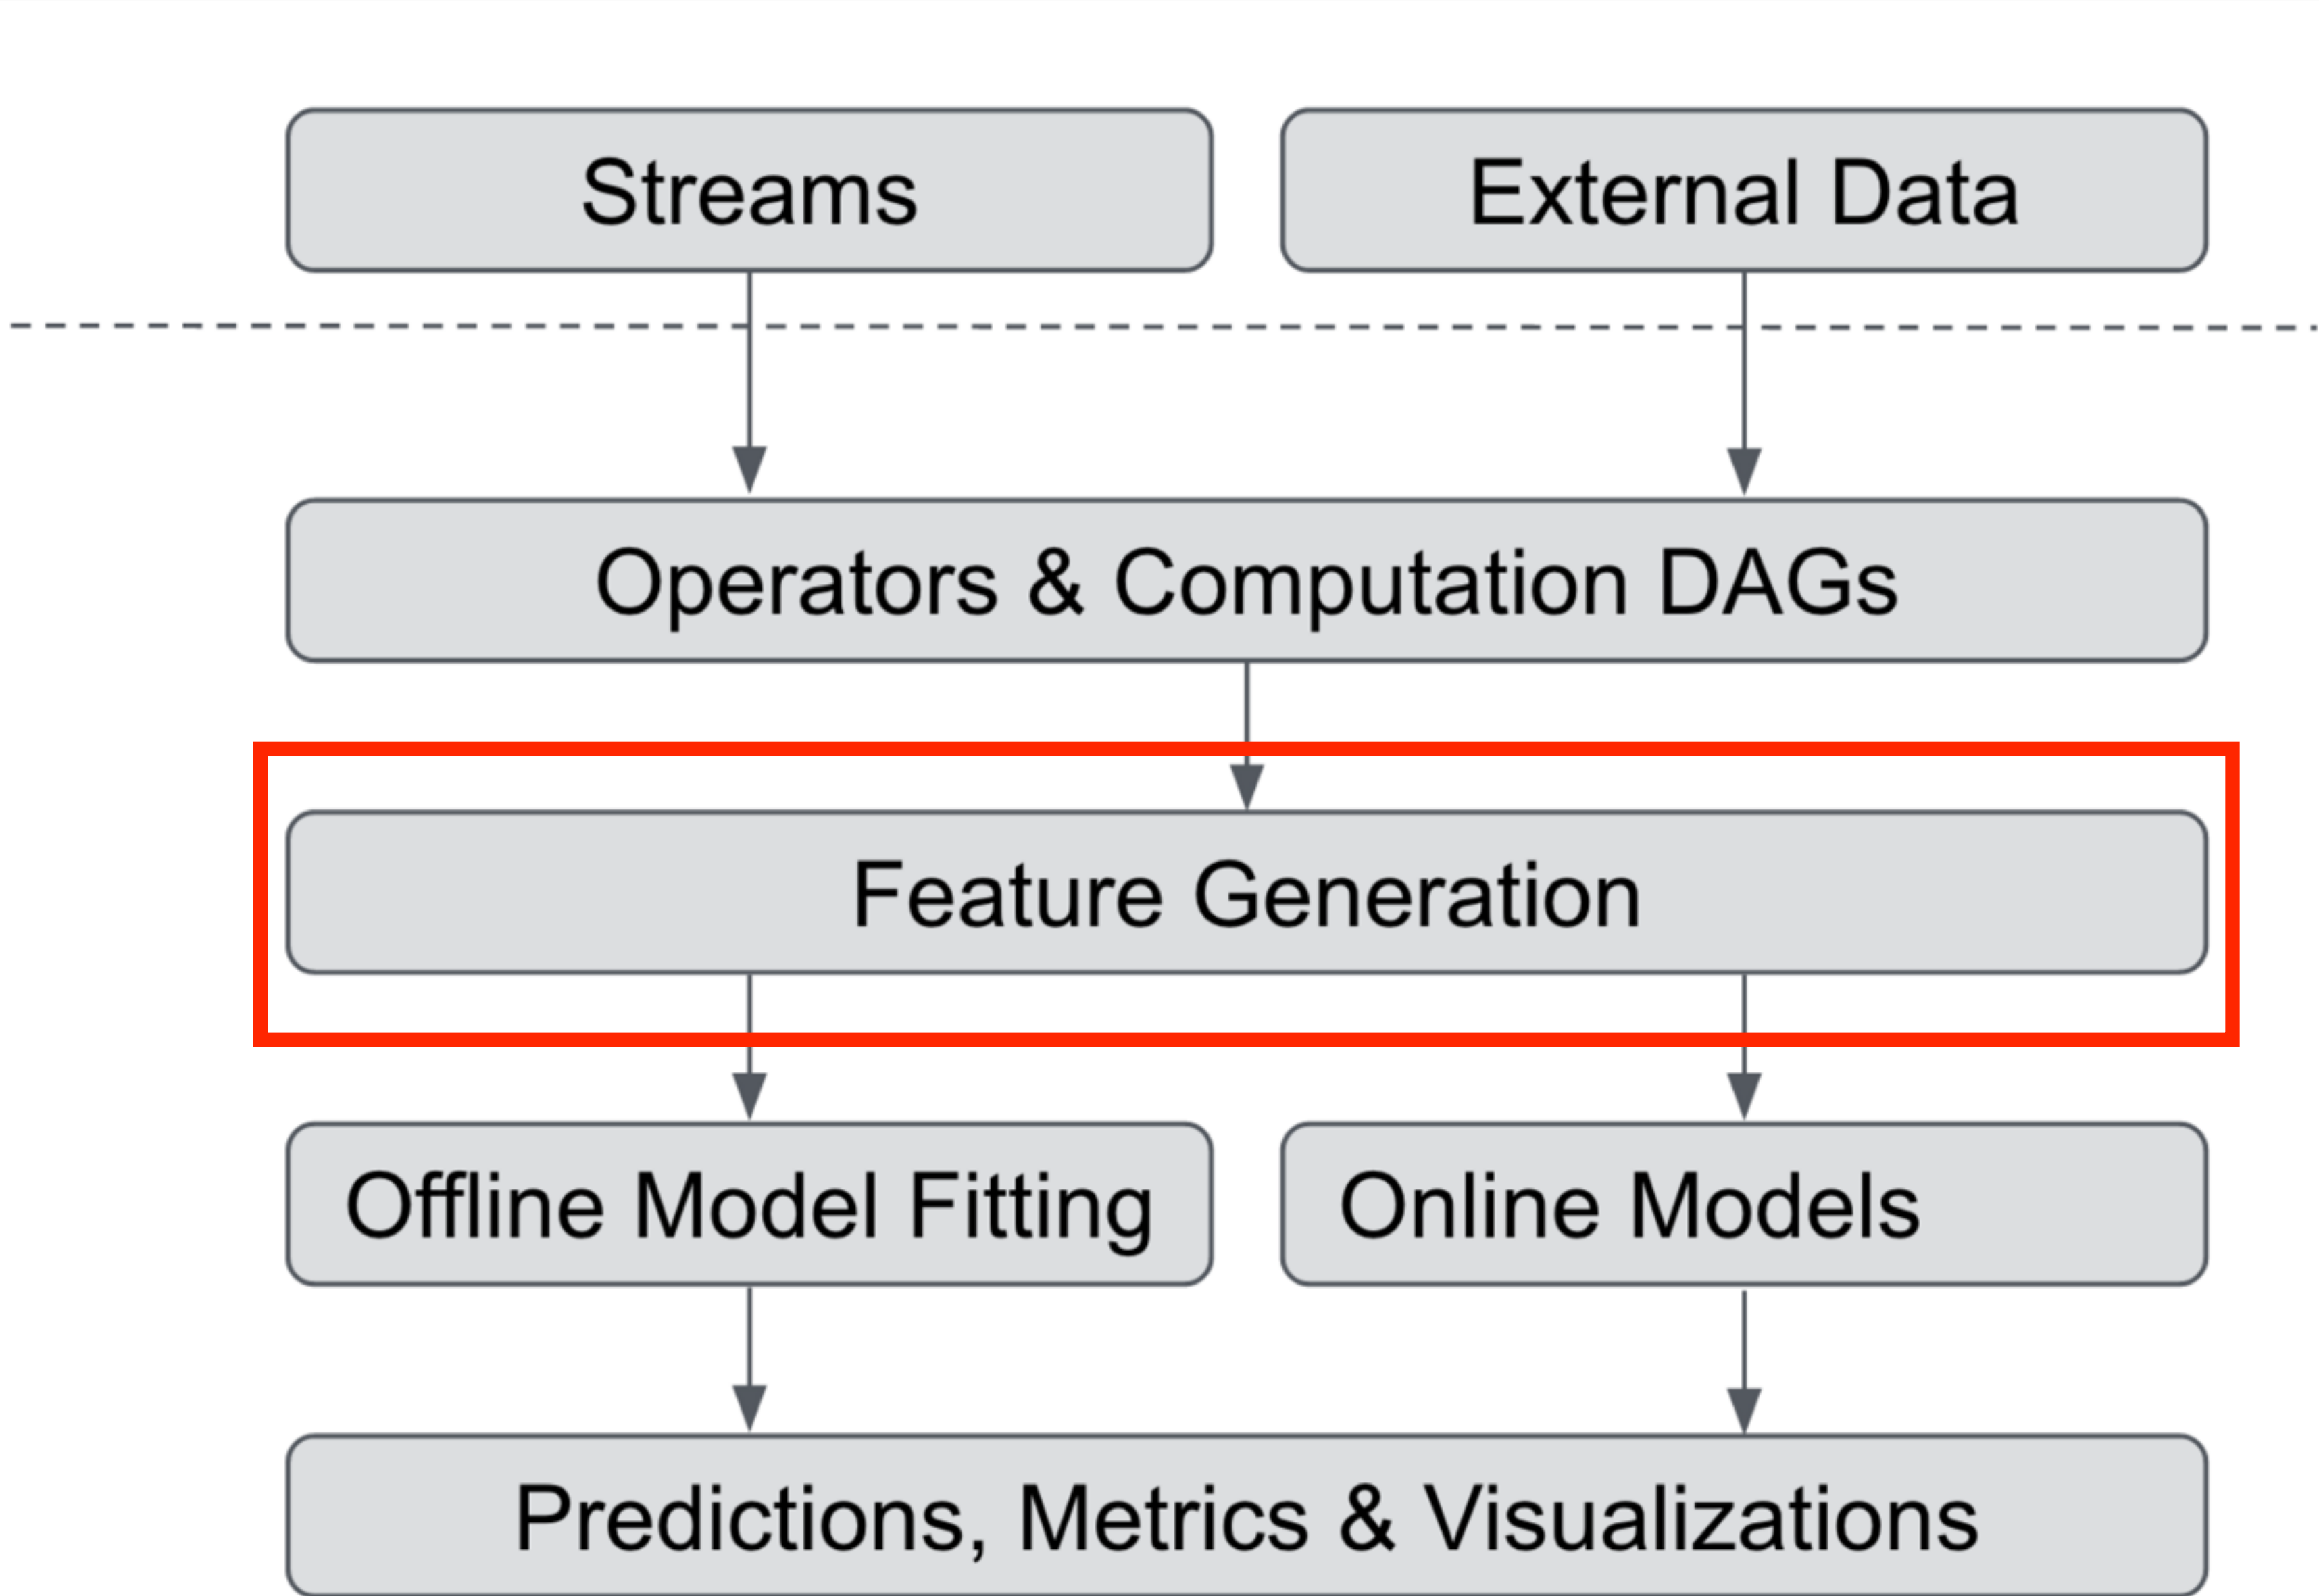 Streams
External Data
Operators & Computation DAGs
Feature Generation
Offline Model Fitting
Online Models
Predictions, Metrics & Visualizations